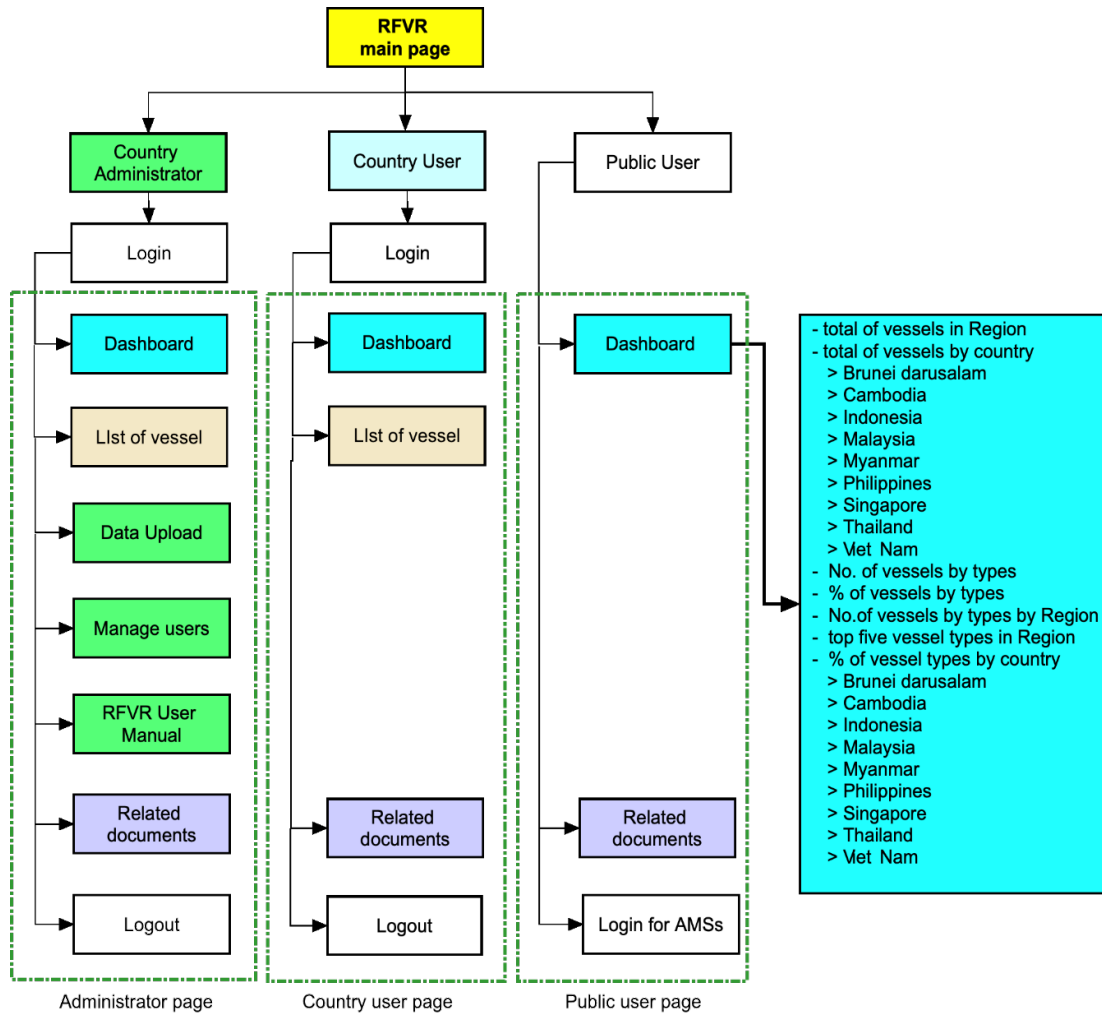 RFVR
main page
Country
Administrator
Country User
Public User
Login
Login
Dashboard
Dashboard
Dashboard
LIst of vessel
LIst of vessel
Data Upload
Manage users
RFVR User
Manual
Related
documents
Related
documents
Related
documents
Logout
Logout
Login for AMSs
- total of vessels in Region
- total of vessels by country
> Brunei darusalam
> Cambodia
> Indonesia
> Malaysia
> Myanmar
> Philippines
> Singapore
> Thailand
> Viet Nam
- No. of vessels by types
- % of vessels by types
- No.of vessels by types by Region
- top five vessel types in Region
- % of vessel types by country
> Brunei darusalam
> Cambodia
> Indonesia
> Malaysia
> Myanmar
> Philippines
> Singapore
> Thailand
> Viet Nam
Administrator page
Country user page
Public user page